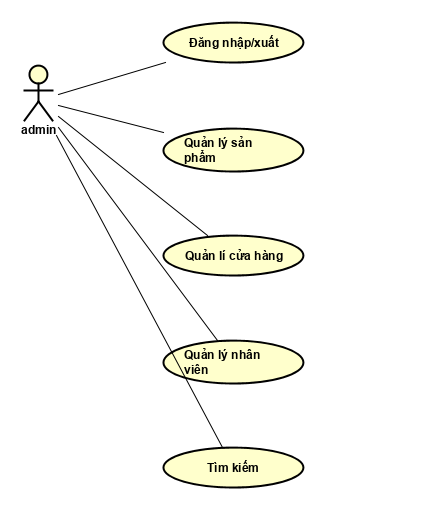 Đăng nhập/xuất
admin
Quản lý sản
phẩm
Quản lí cửa hàng
Quản lý nhân
viên
Tìm kiếm